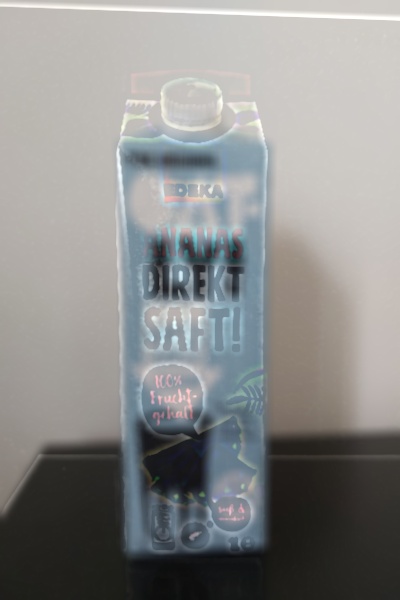 EDEKA
ANANAS
DIREKT
SAFT!
100%
Frucht-
gehalt